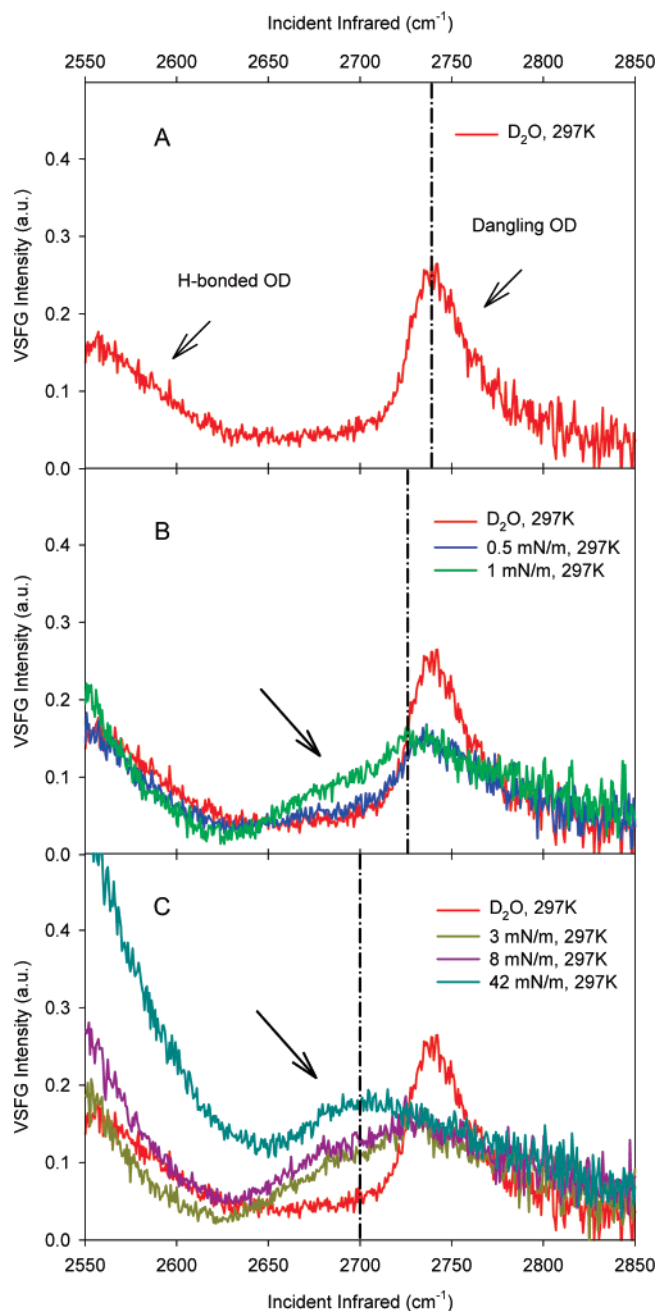 Incident Infrared (cm⁻¹)
2550 2600 2650 2700 2750 2800 2850
A
D₂O, 297K
0.4
Dangling OD
0.3
H-bonded OD
VSFG Intensity (a.u.)
0.2
0.1
0.0
B
D₂O, 297K
0.5 mN/m, 297K
1 mN/m, 297K
0.4
0.3
VSFG Intensity (a.u.)
0.2
0.1
0.0
C
D₂O, 297K
3 mN/m, 297K
8 mN/m, 297K
42 mN/m, 297K
0.4
0.3
VSFG Intensity (a.u.)
0.2
0.1
0.0
2550 2600 2650 2700 2750 2800 2850
Incident Infrared (cm⁻¹)